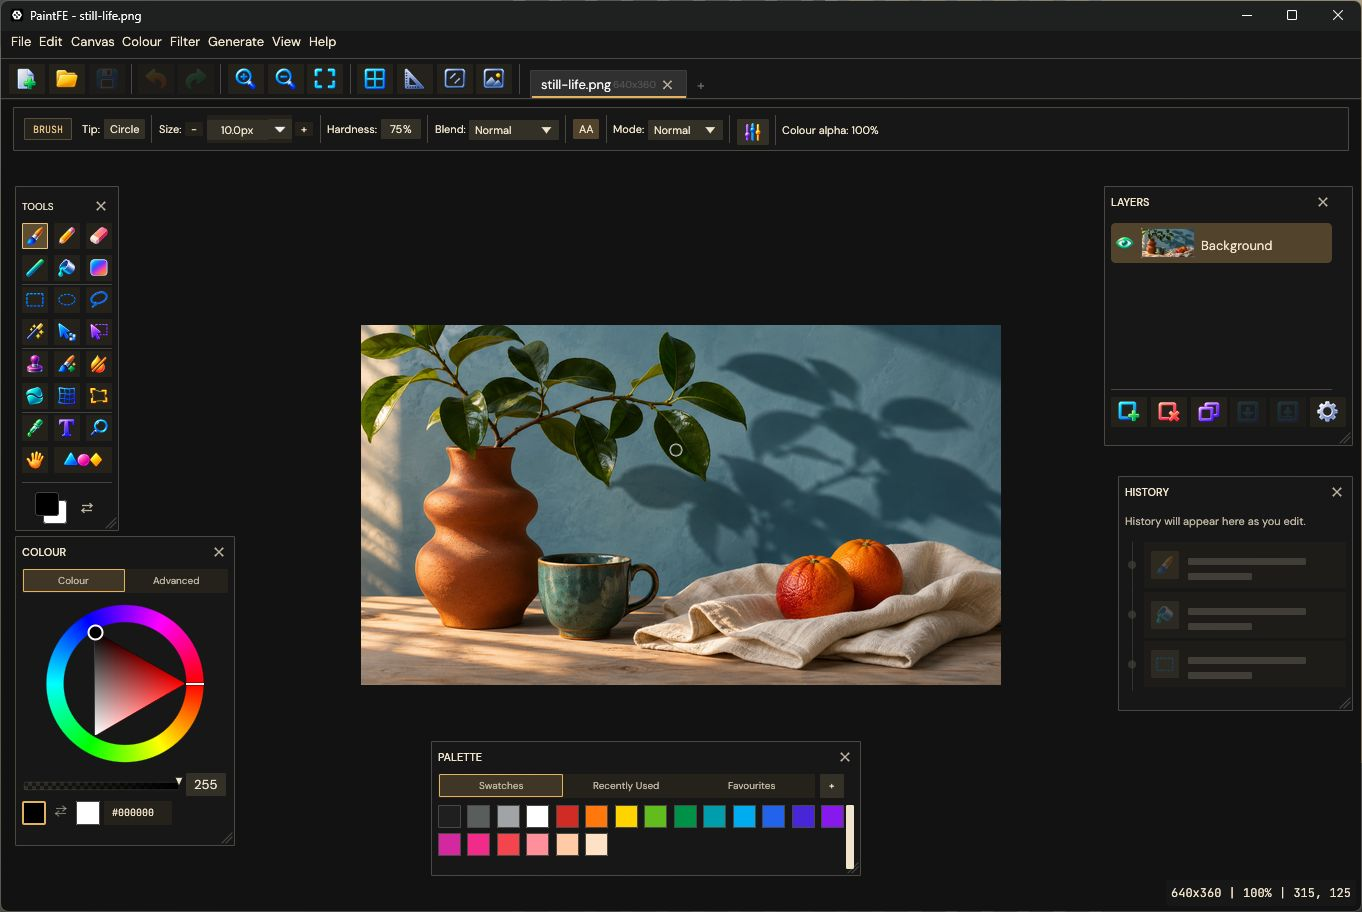 PaintFE - still-life.png
File Edit Canvas Colour Filter Generate View Help
still-life.png 640x360
BRUSH Tip: Circle Size: - 10.0px + Hardness: 75% Blend: Normal AA Mode: Normal Colour alpha: 100%
TOOLS
LAYERS
Background
HISTORY
History will appear here as you edit.
COLOUR
Colour Advanced
255
#000000
PALETTE
Swatches Recently Used Favourites +
640x360 | 100% | 315, 125